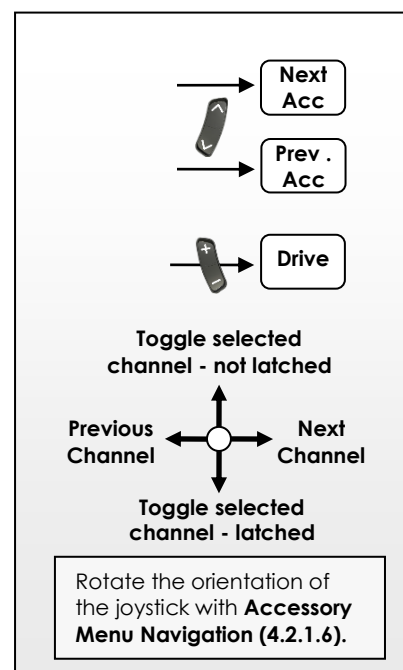 Next
Acc
Prev .
Acc
+
−
Drive
Toggle selected
channel - not latched
Previous
Channel
Next
Channel
Toggle selected
channel - latched
Rotate the orientation of
the joystick with Accessory
Menu Navigation (4.2.1.6).